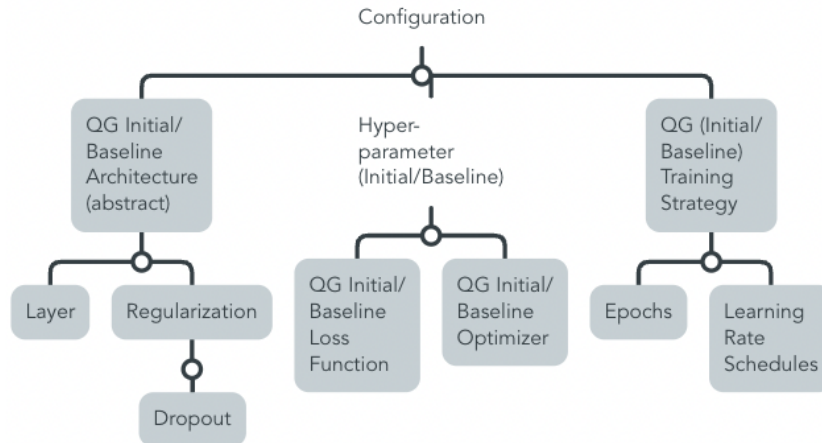 Configuration
QG Initial/
Baseline
Architecture
(abstract)
Hyper-
parameter
(Initial/Baseline)
QG (Initial/
Baseline)
Training
Strategy
Layer
Regularization
QG Initial/
Baseline
Loss
Function
QG Initial/
Baseline
Optimizer
Epochs
Learning
Rate
Schedules
Dropout